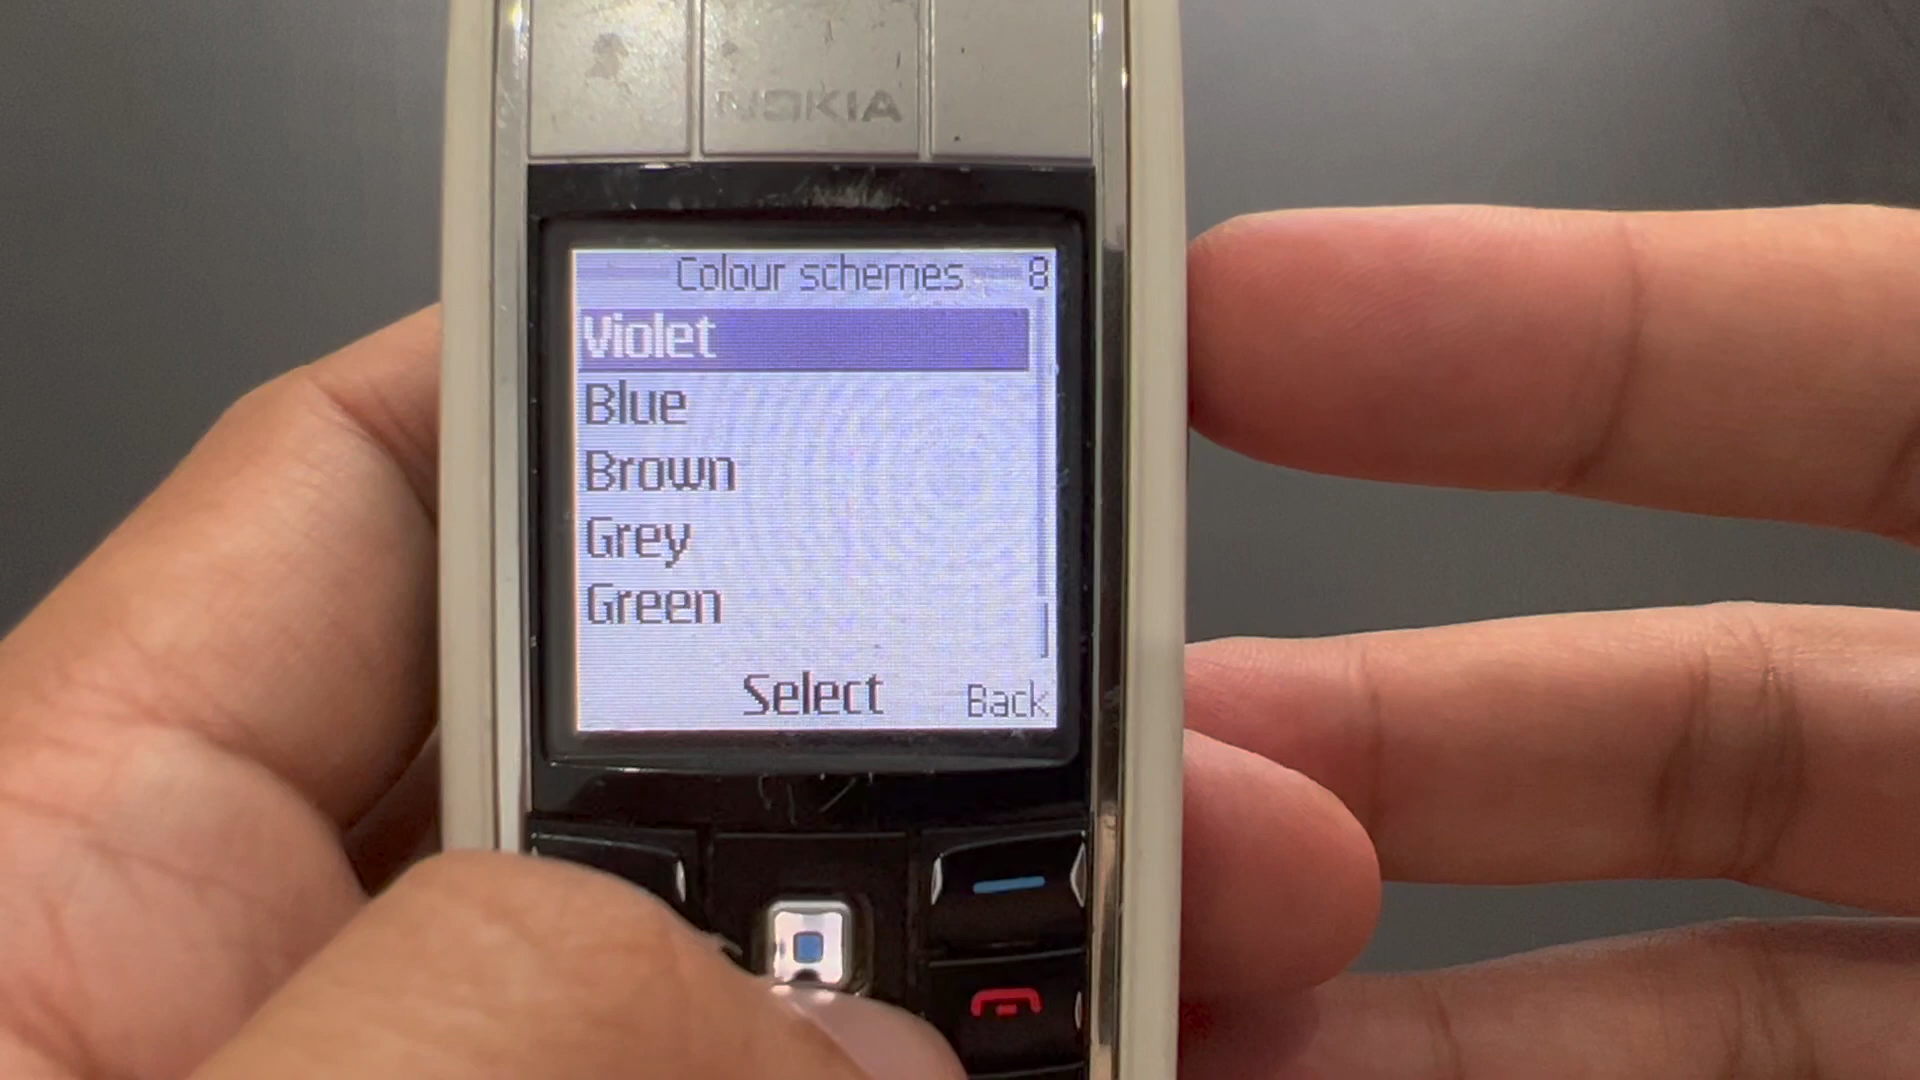 NOKIA
Colour schemes 8
Violet
Blue
Brown
Grey
Green
Select Back